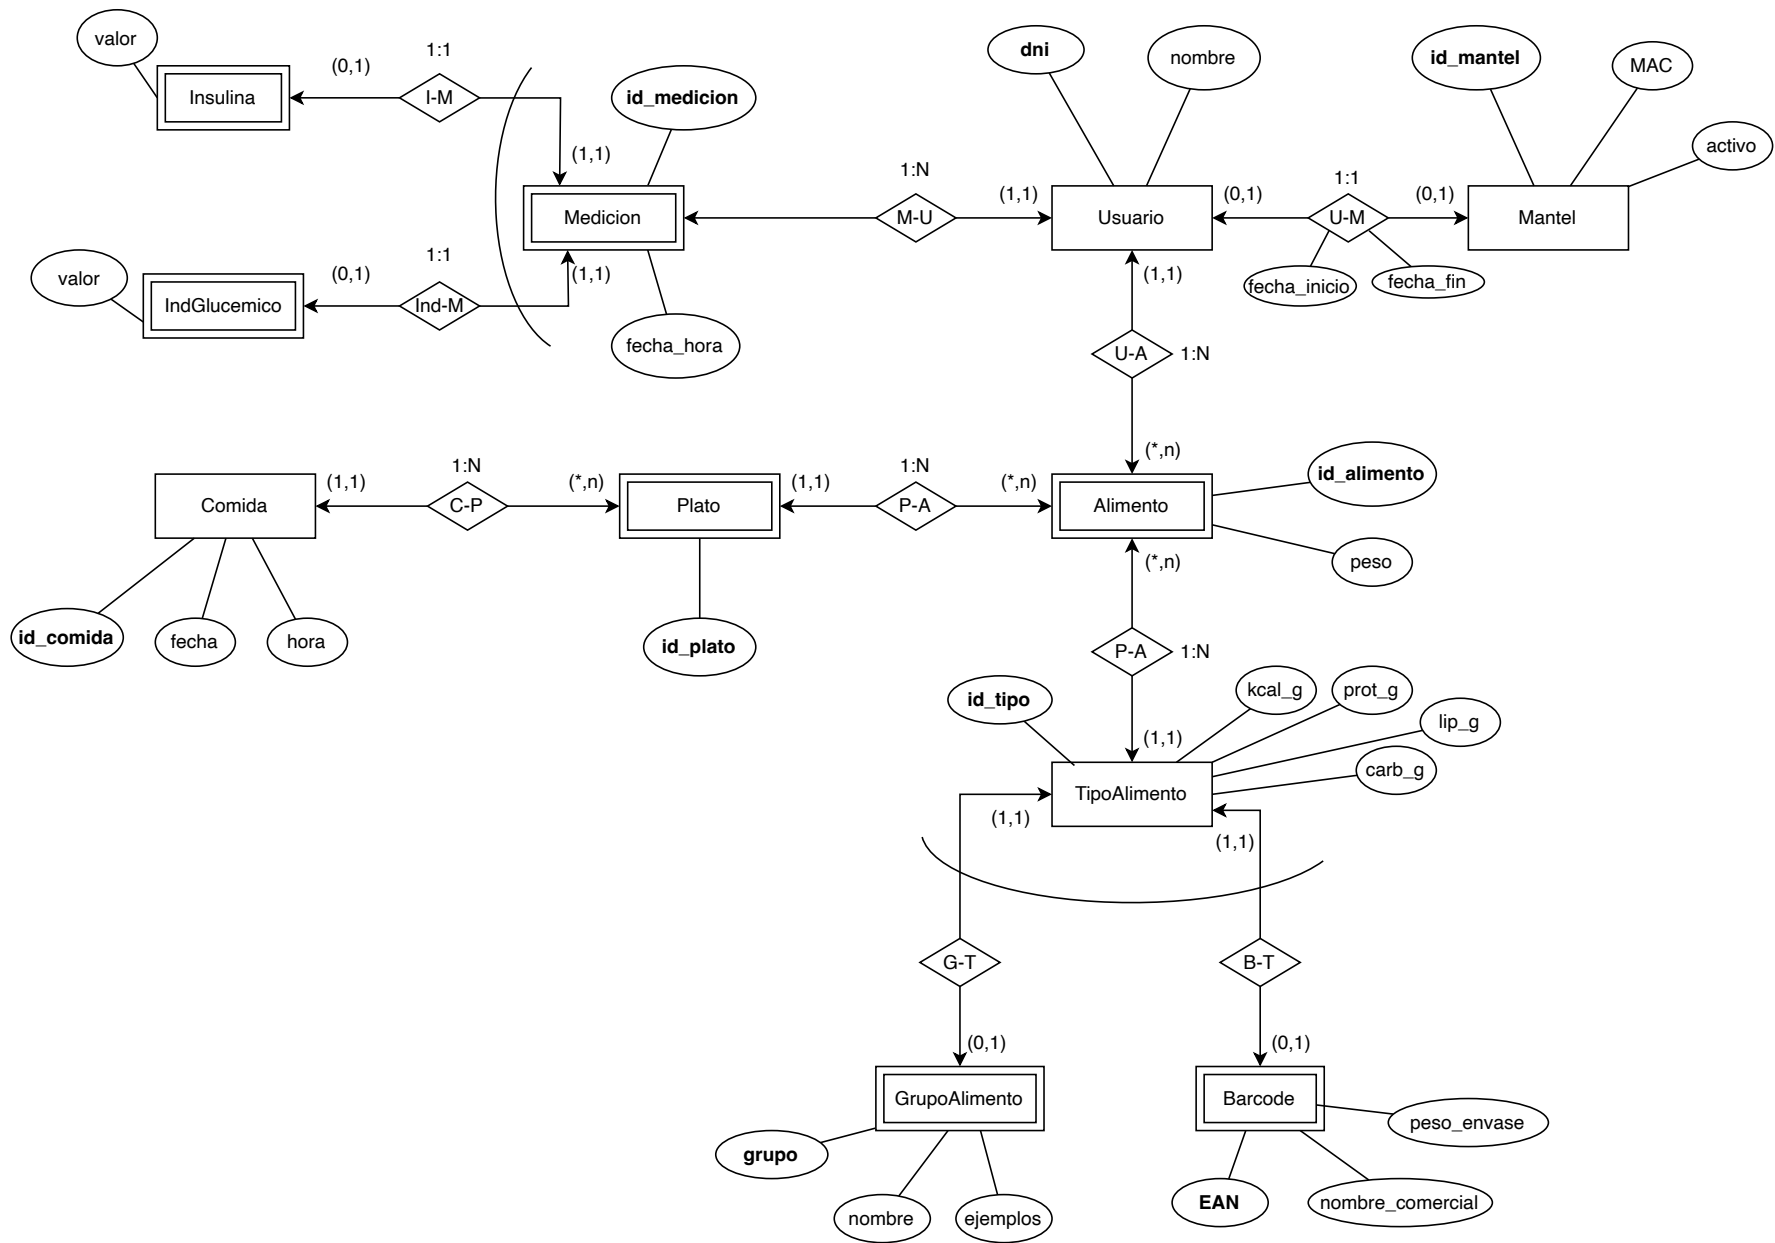 valor
1:1
(0,1)
Insulina
I-M
id_medicion
(1,1)
dni
nombre
id_mantel
MAC
activo
1:N
Medicion
M-U
(1,1)
Usuario
(0,1)
1:1
U-M
(0,1)
Mantel
fecha_inicio
fecha_fin
valor
1:1
(0,1)
IndGlucemico
Ind-M
(1,1)
fecha_hora
(1,1)
U-A
1:N
(*,n)
Comida
(1,1)
1:N
C-P
(*,n)
Plato
(1,1)
1:N
P-A
(*,n)
Alimento
id_alimento
peso
(*,n)
id_comida
fecha
hora
id_plato
P-A
1:N
(1,1)
id_tipo
kcal_g
prot_g
lip_g
carb_g
TipoAlimento
(1,1)
(1,1)
G-T
B-T
(0,1)
(0,1)
GrupoAlimento
Barcode
grupo
nombre
ejemplos
peso_envase
EAN
nombre_comercial